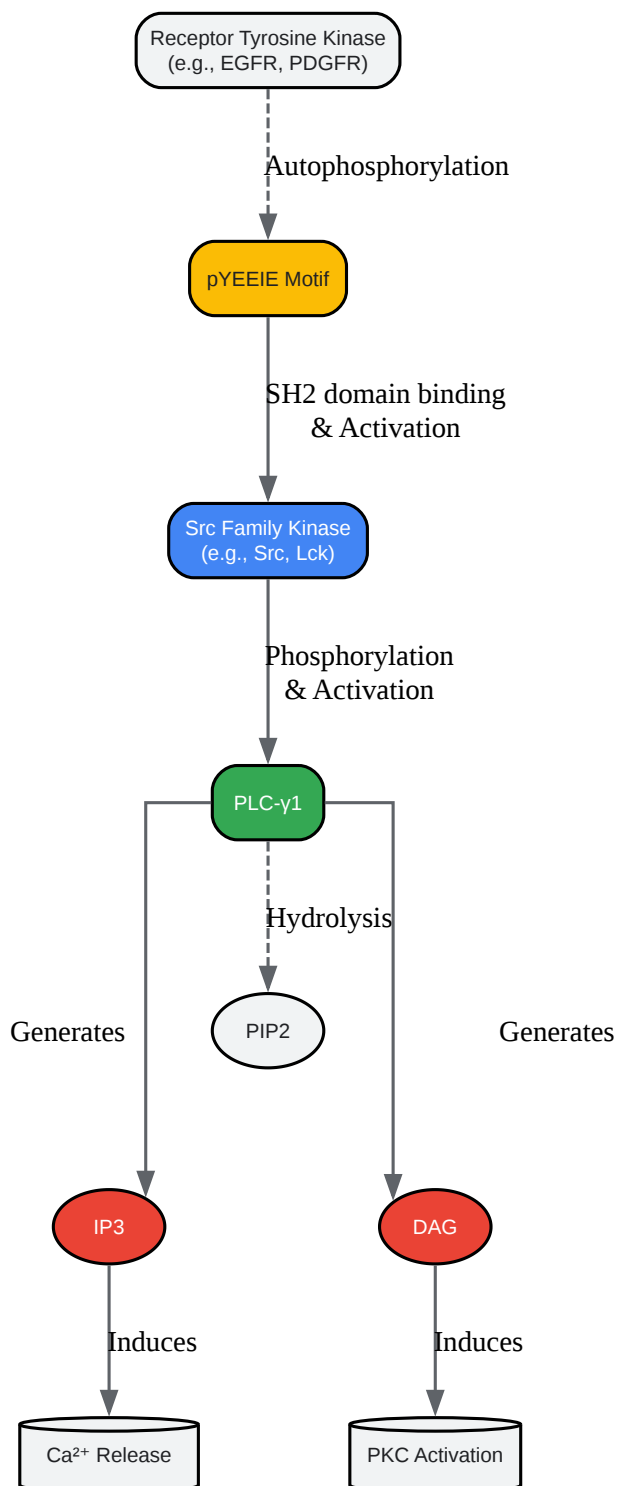 Receptor Tyrosine Kinase
(e.g., EGFR, PDGFR)
Autophosphorylation
pYEEIE Motif
SH2 domain binding
& Activation
Src Family Kinase
(e.g., Src, Lck)
Phosphorylation
& Activation
PLC-γ1
Hydrolysis
Generates
PIP2
Generates
IP3
DAG
Induces
Induces
Ca²⁺ Release
PKC Activation